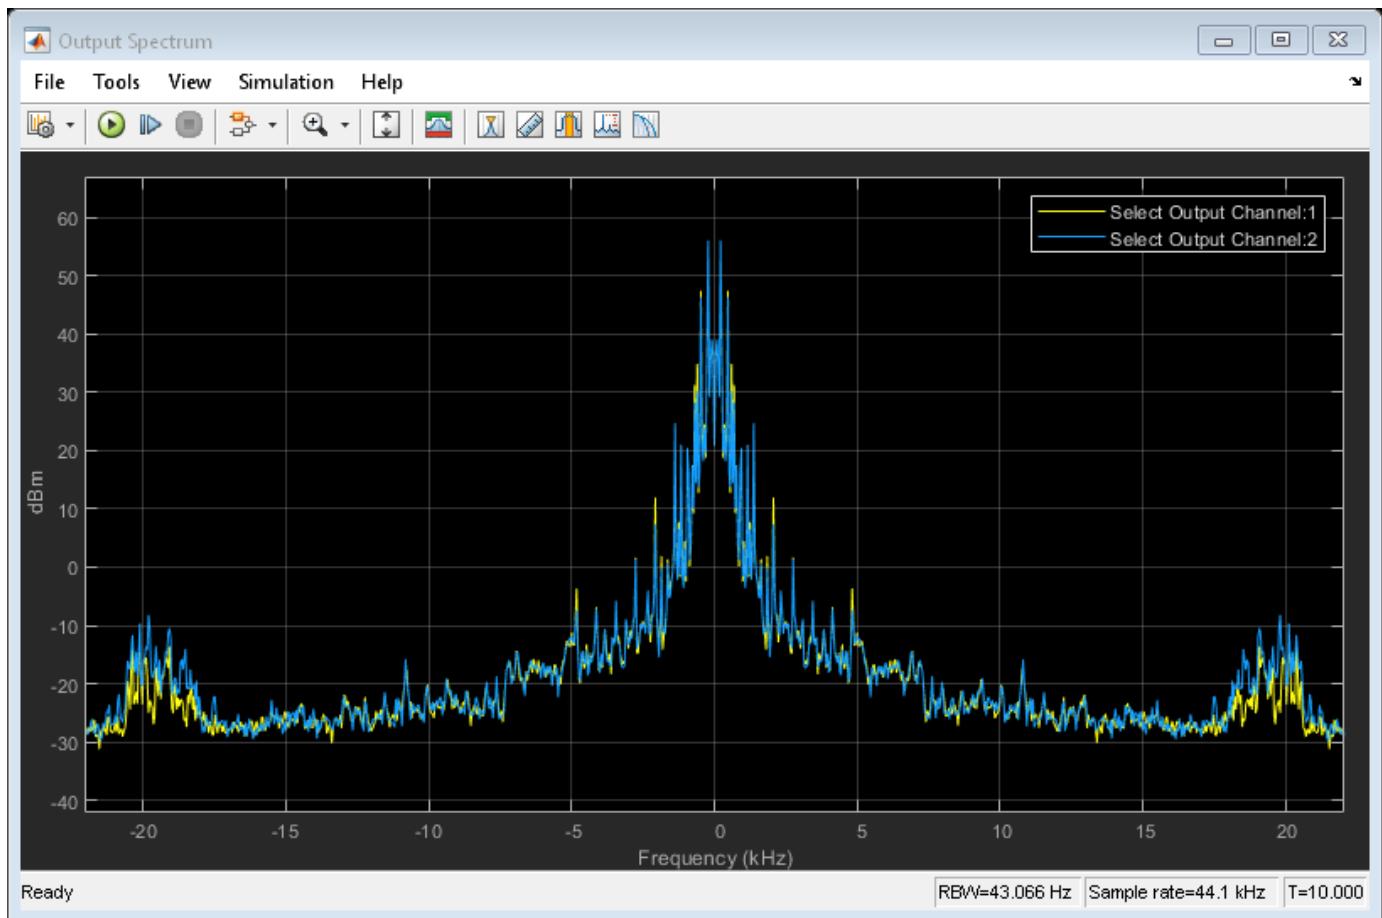 Output Spectrum
File Tools View Simulation Help
Select Output Channel:1
Select Output Channel:2
60
50
40
30
20
10
0
-10
-20
-30
-40
dBm
-20 -15 -10 -5 0 5 10 15 20
Frequency (kHz)
Ready RBW=43.066 Hz Sample rate=44.1 kHz T=10.000